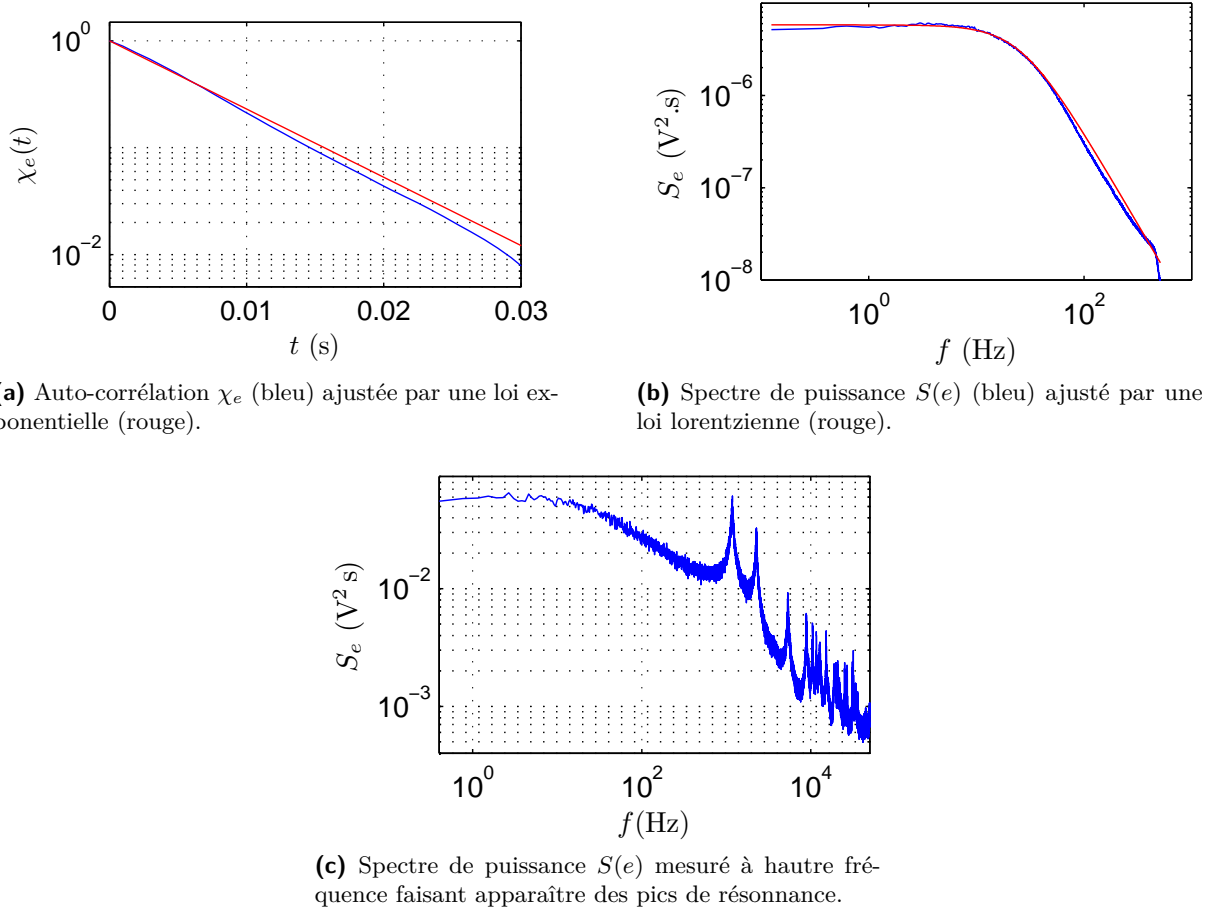 10^0
10^{-2}
χ_e(t)
0 0.01 0.02 0.03
t (s)
10^{-6}
10^{-7}
10^{-8}
S_e (V^2.s)
10^0 10^2
f (Hz)
(a) Auto-corrélation χ_e (bleu) ajustée par une loi ex-
ponentielle (rouge).
(b) Spectre de puissance S(e) (bleu) ajusté par une
loi lorentzienne (rouge).
10^{-2}
10^{-3}
S_e (V^2 s)
10^0 10^2 10^4
f(Hz)
(c) Spectre de puissance S(e) mesuré à hautre fré-
quence faisant apparaître des pics de résonnance.